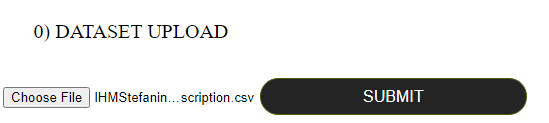 0) DATASET UPLOAD
Choose File IHMStefanin...scription.csv SUBMIT